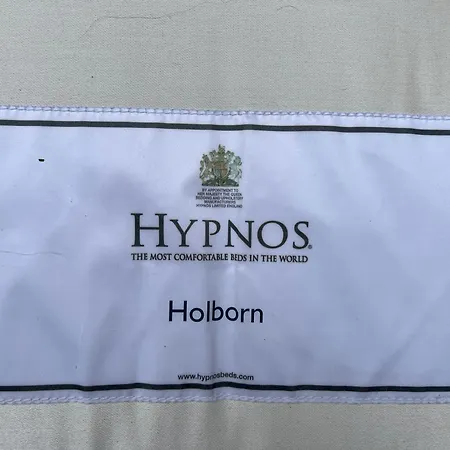 BY APPOINTMENT TO
HER MAJESTY THE QUEEN
BEDDING AND UPHOLSTERY
MANUFACTURERS
HYPNOS LIMITED ENGLAND
HYPNOS®
THE MOST COMFORTABLE BEDS IN THE WORLD
Holborn
www.hypnosbeds.com